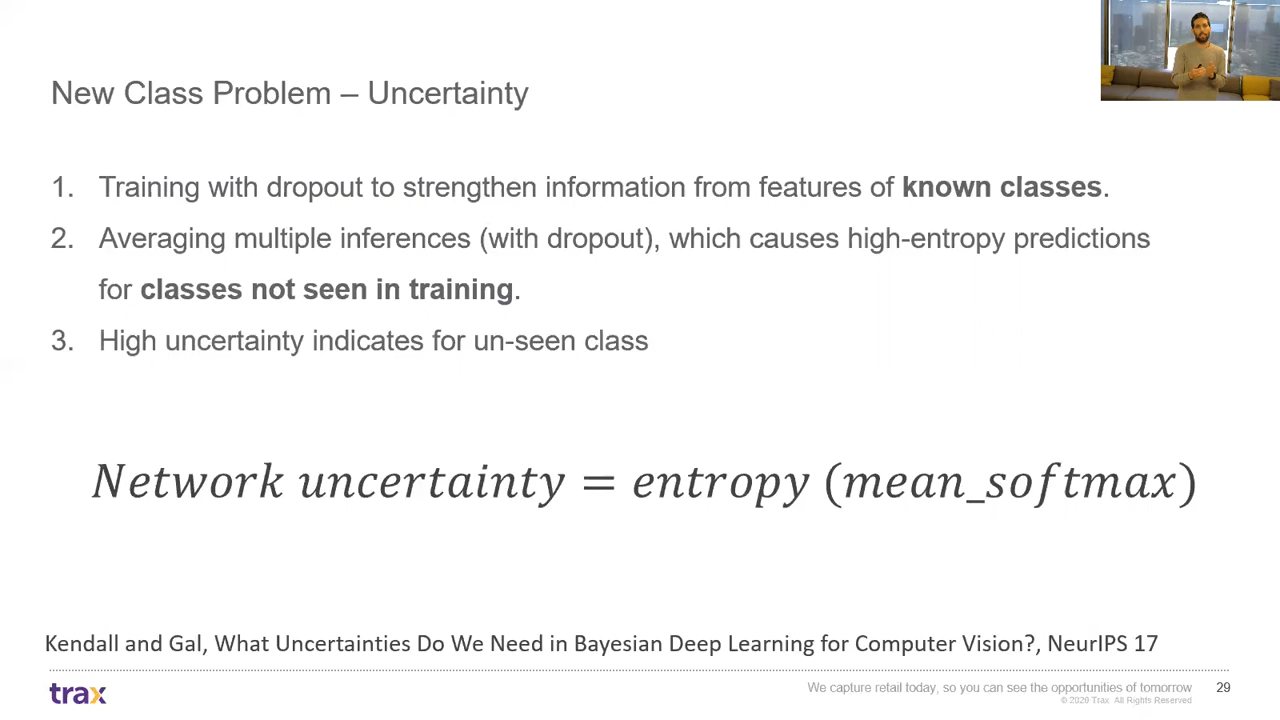 New Class Problem – Uncertainty
1. Training with dropout to strengthen information from features of known classes.
2. Averaging multiple inferences (with dropout), which causes high-entropy predictions
for classes not seen in training.
3. High uncertainty indicates for un-seen class
Network uncertainty = entropy (mean_softmax)
Kendall and Gal, What Uncertainties Do We Need in Bayesian Deep Learning for Computer Vision?, NeurIPS 17
trax
We capture retail today, so you can see the opportunities of tomorrow
29
© 2020 Trax All Rights Reserved